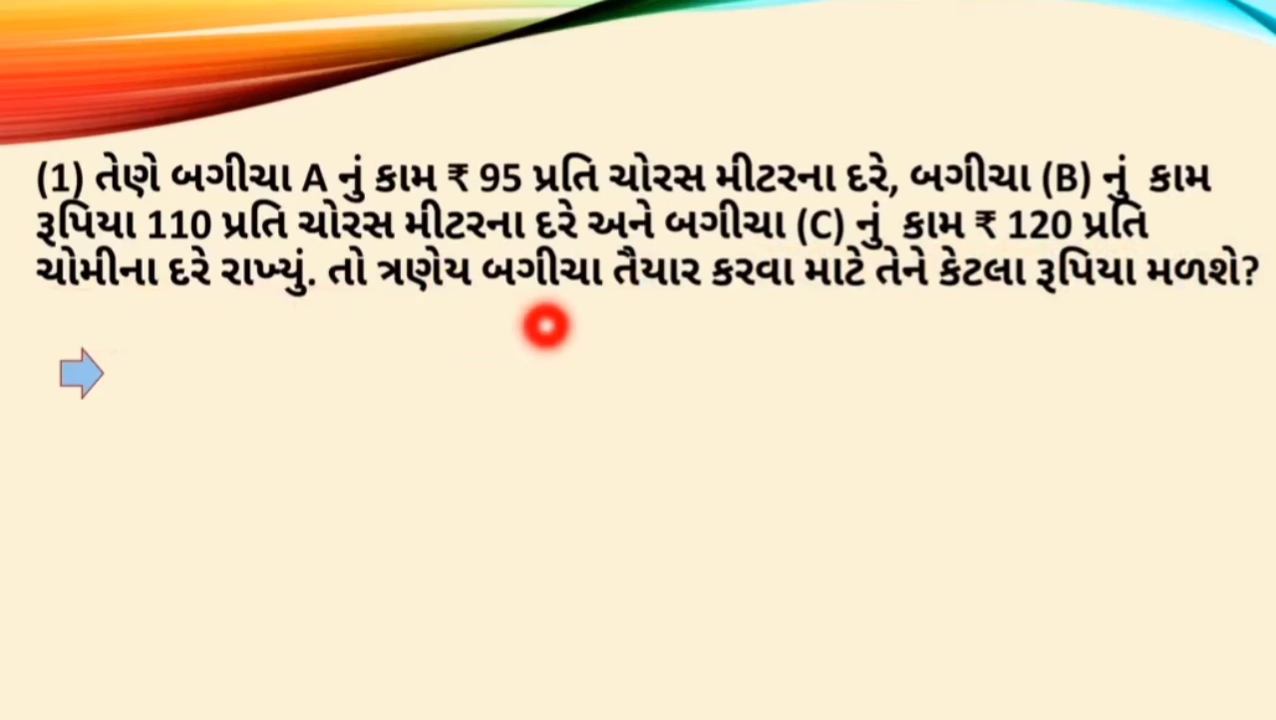 (1) તેણે બગીચા A નું કામ ₹ 95 પ્રતિ ચોરસ મીટરના દરે, બગીચા (B) નું કામ
રૂપિયા 110 પ્રતિ ચોરસ મીટરના દરે અને બગીચા (C) નું કામ ₹ 120 પ્રતિ
ચોમીના દરે રાખ્યું. તો ત્રણેય બગીચા તૈયાર કરવા માટે તેને કેટલા રૂપિયા મળશે?